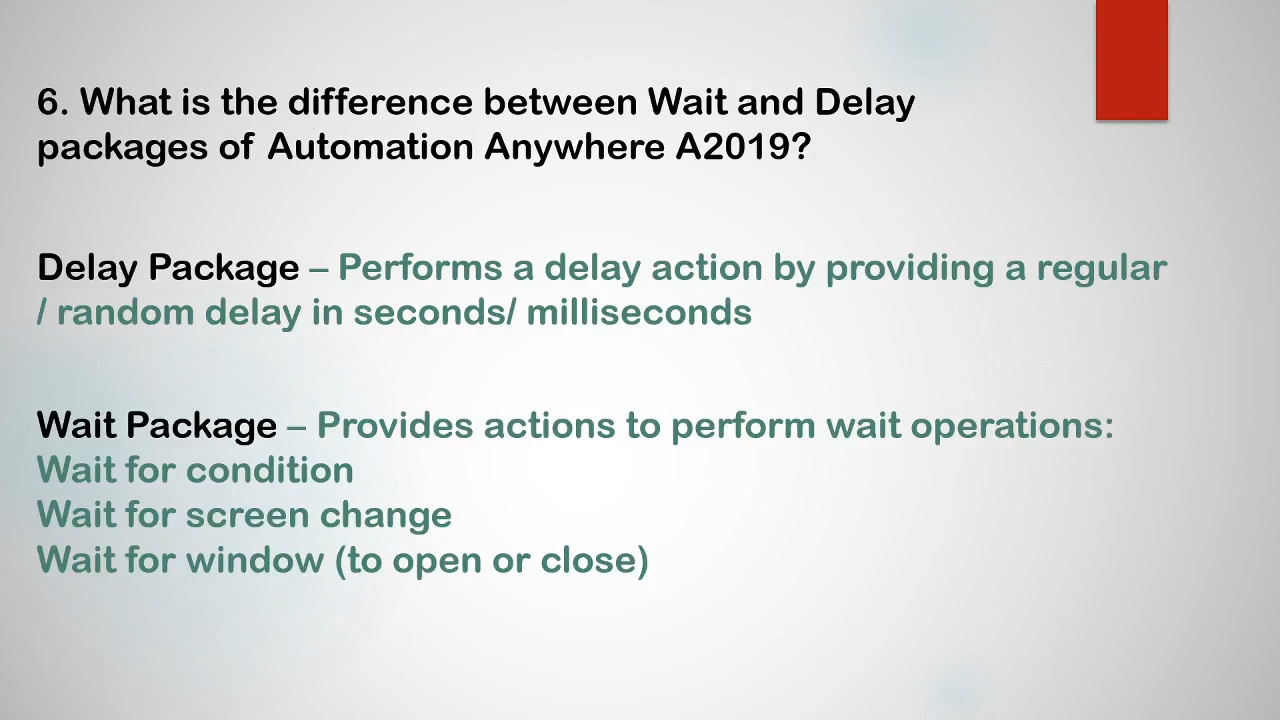 6. What is the difference between Wait and Delay
packages of Automation Anywhere A2019?
Delay Package – Performs a delay action by providing a regular
/ random delay in seconds/ milliseconds
Wait Package – Provides actions to perform wait operations:
Wait for condition
Wait for screen change
Wait for window (to open or close)